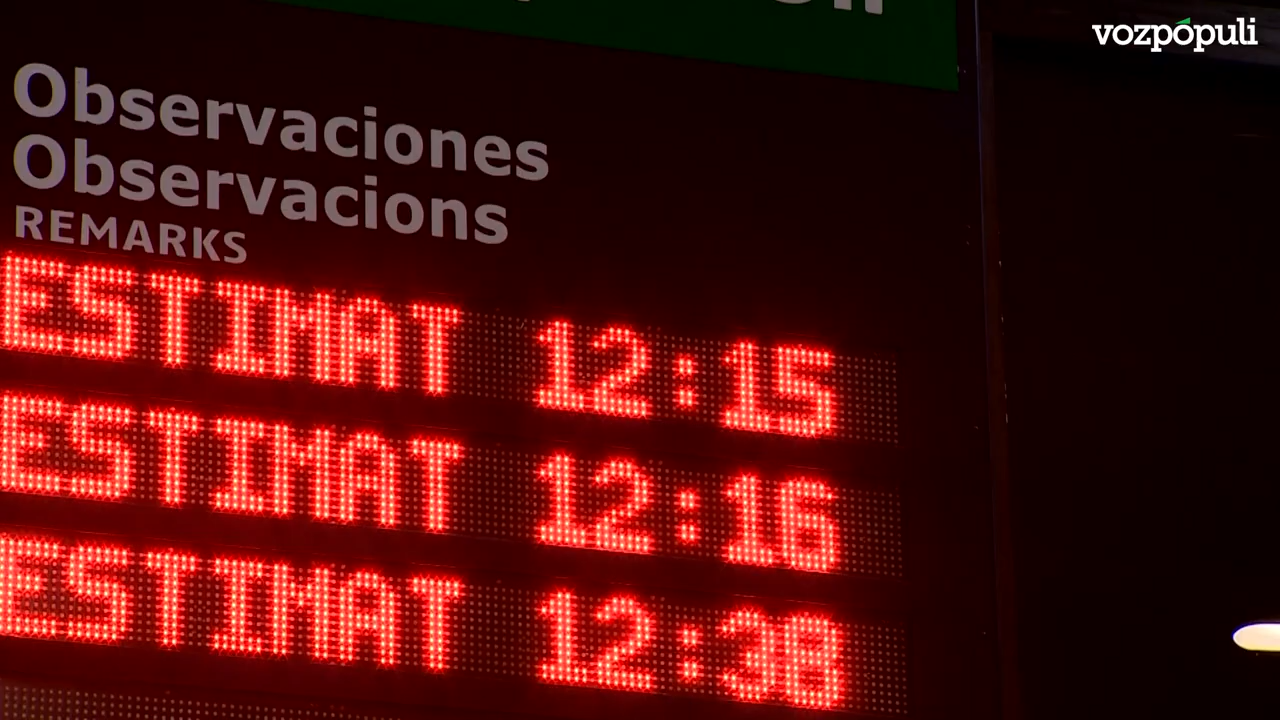 vozpópuli
Observaciones
Observacions
REMARKS
ESTIMAT 12:15
ESTIMAT 12:16
ESTIMAT 12:38